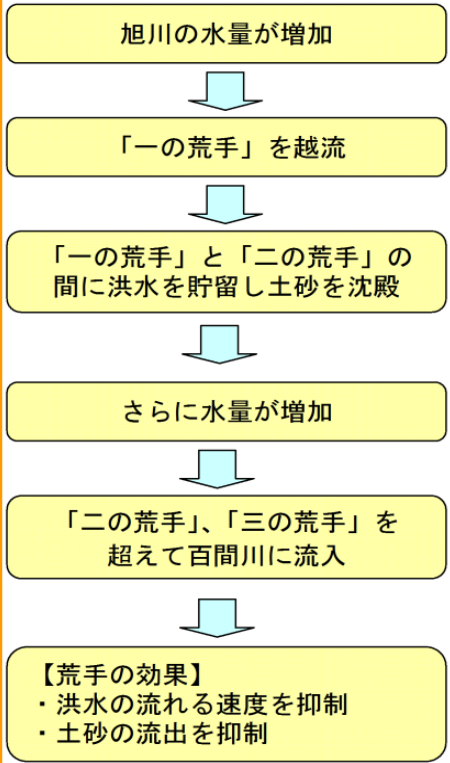 旭川の水量が増加
「一の荒手」を越流
「一の荒手」と「二の荒手」の
間に洪水を貯留し土砂を沈殿
さらに水量が増加
「二の荒手」、「三の荒手」を
超えて百間川に流入
【荒手の効果】
・洪水の流れる速度を抑制
・土砂の流出を抑制